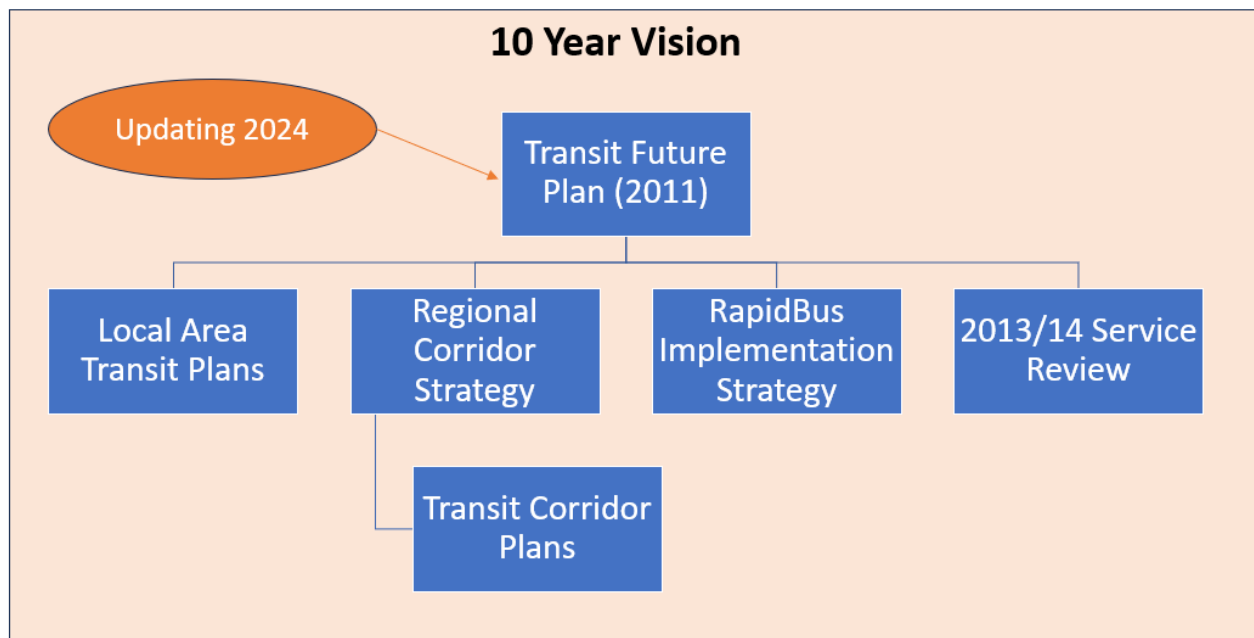 10 Year Vision
Updating 2024
Transit Future
Plan (2011)
Local Area
Transit Plans
Regional
Corridor
Strategy
RapidBus
Implementation
Strategy
2013/14 Service
Review
Transit Corridor
Plans